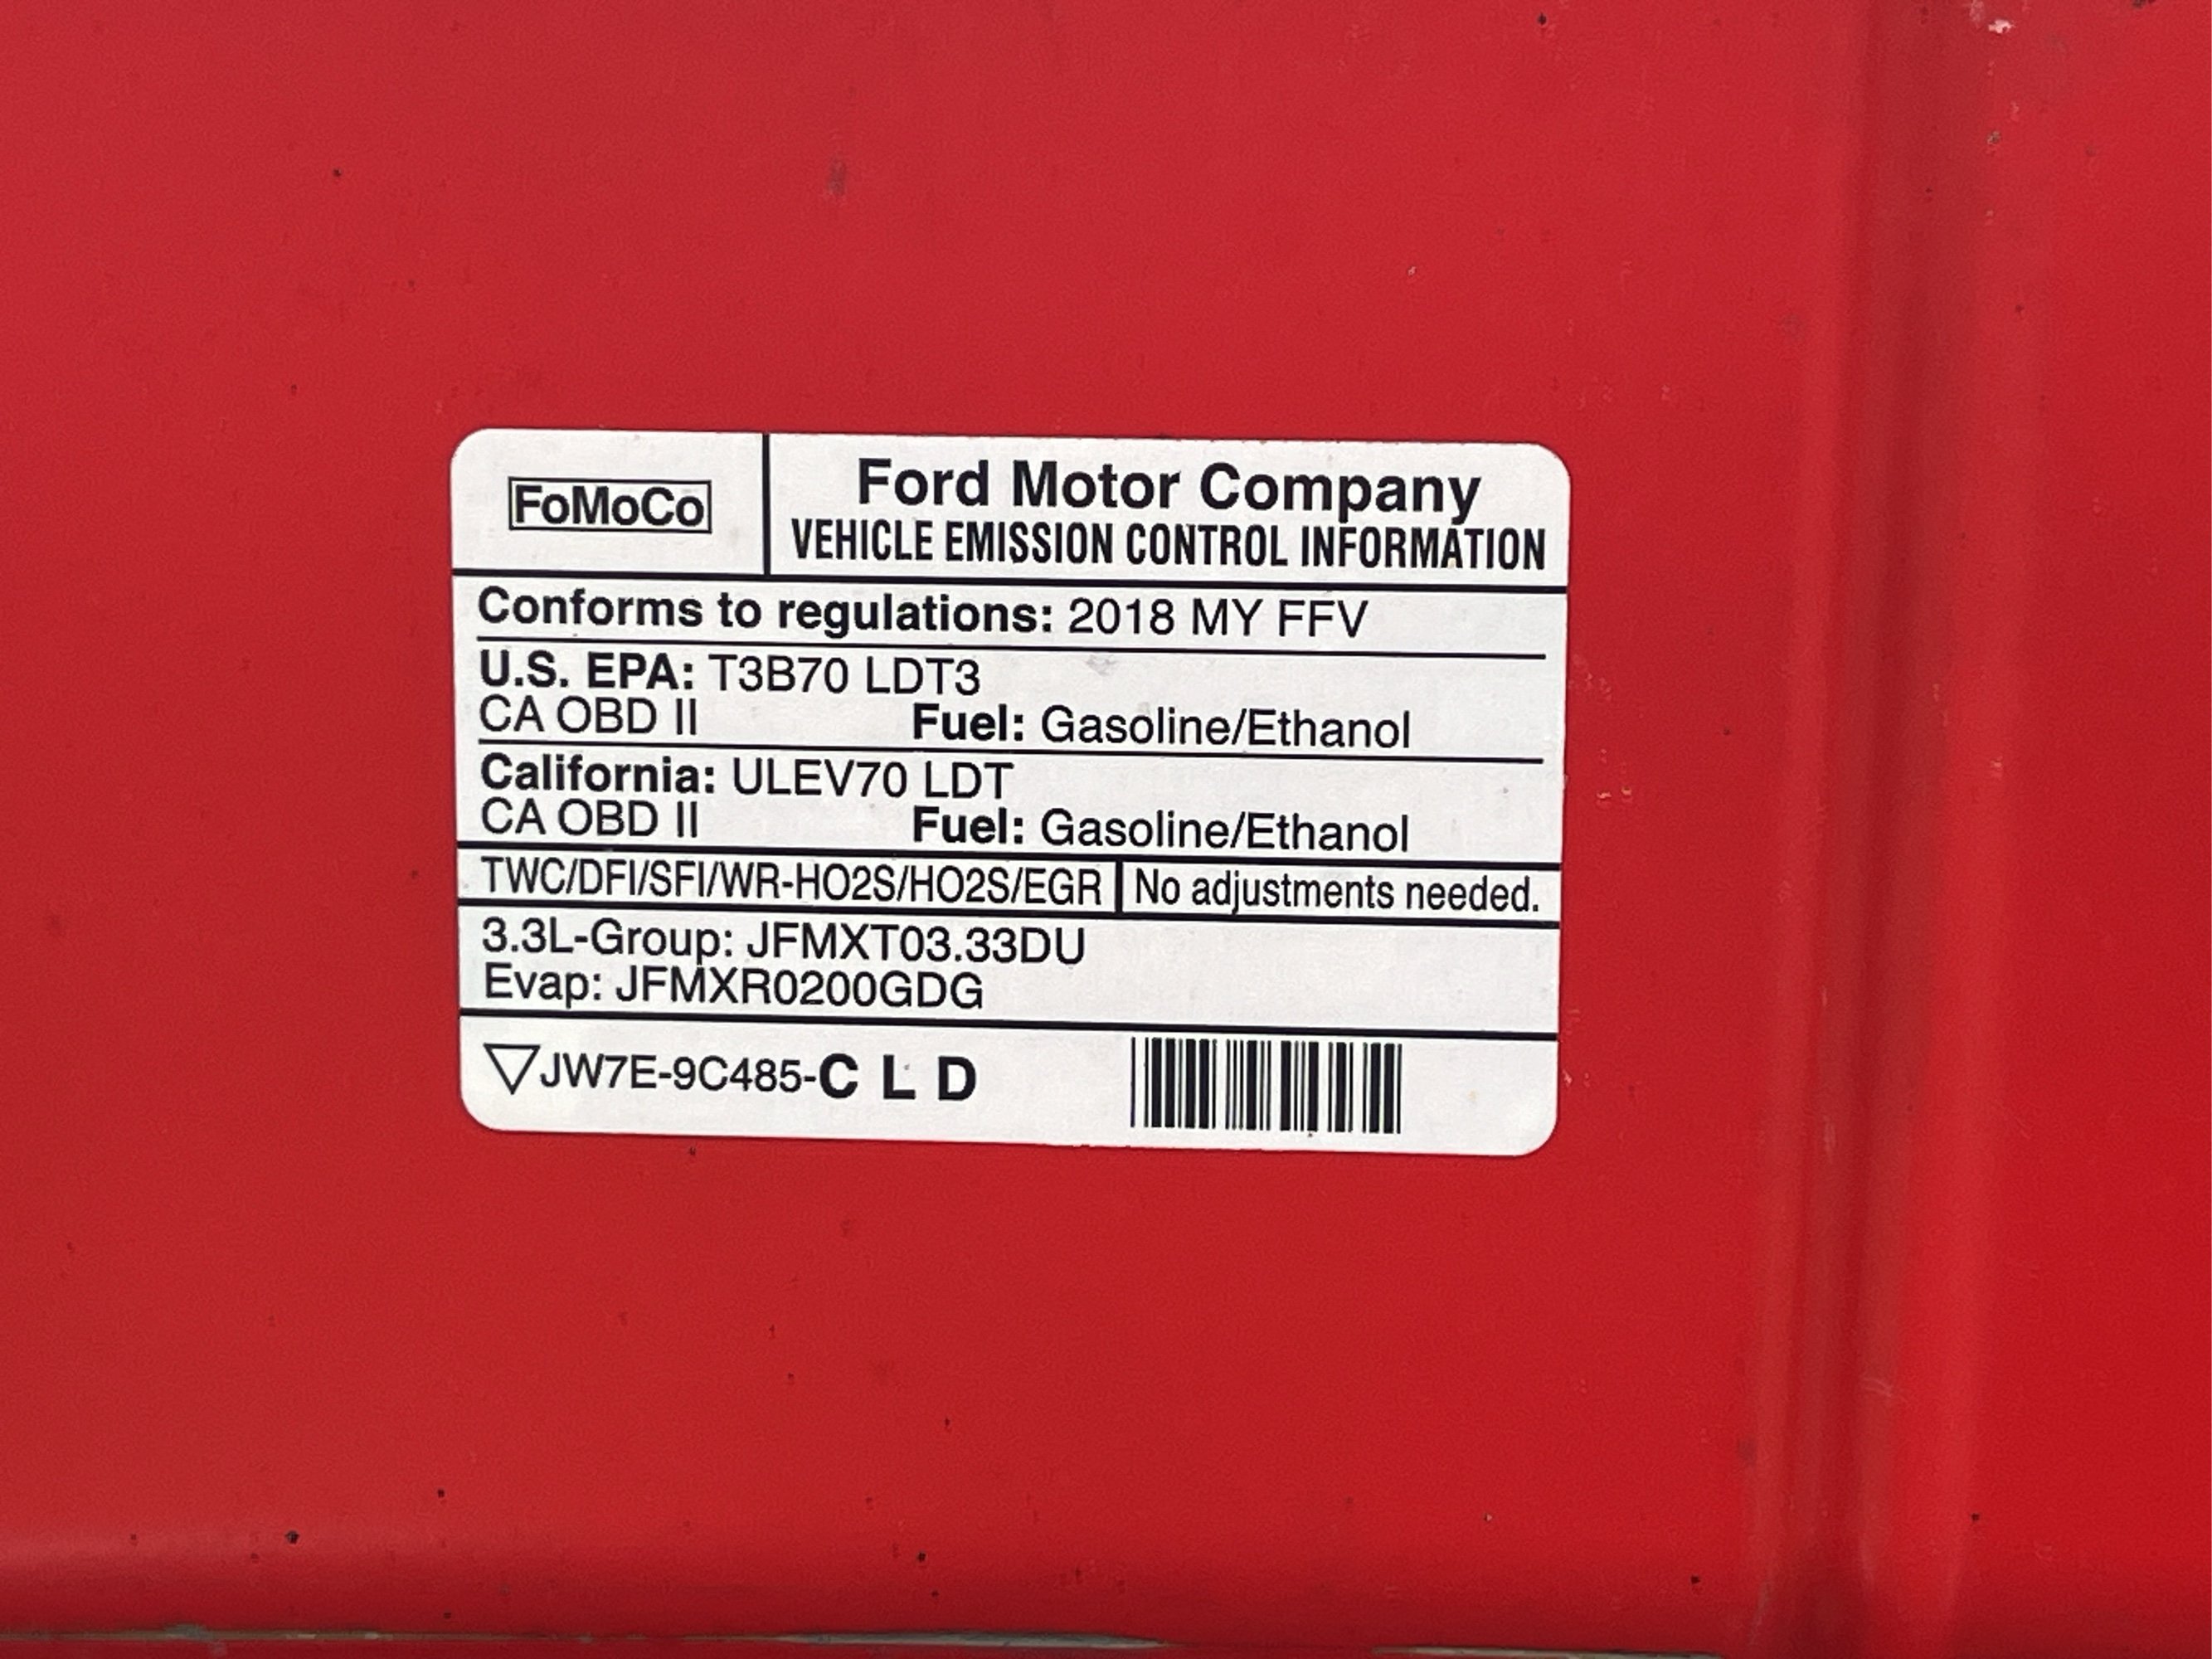 FoMoCo
Ford Motor Company
VEHICLE EMISSION CONTROL INFORMATION
Conforms to regulations: 2018 MY FFV
U.S. EPA: T3B70 LDT3
CA OBD II Fuel: Gasoline/Ethanol
California: ULEV70 LDT
CA OBD II Fuel: Gasoline/Ethanol
TWC/DFI/SFI/WR-HO2S/HO2S/EGR No adjustments needed.
3.3L-Group: JFMXT03.33DU
Evap: JFMXR0200GDG
▽JW7E-9C485-C L D